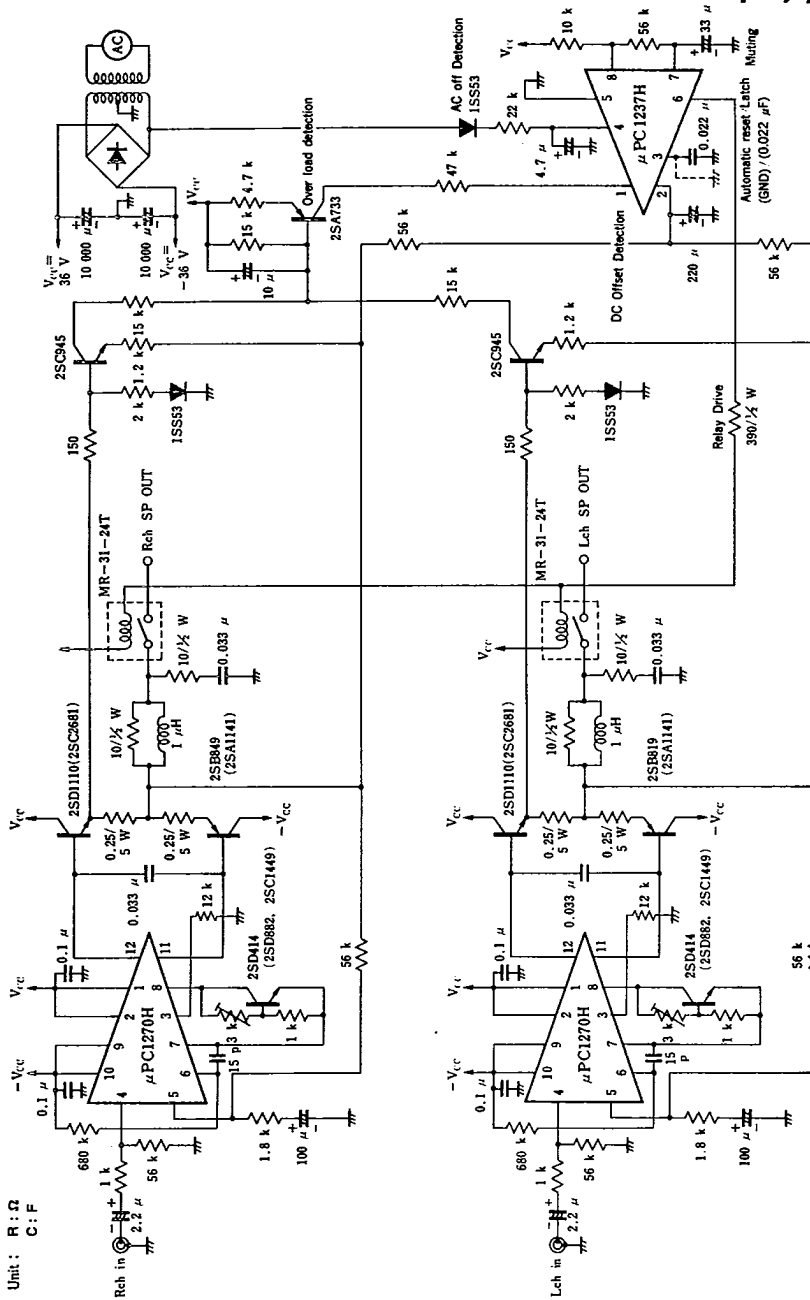 Unit : R : Ω
C : F
AC
Vcc =
36 V
10 000
μ
10 000
μ
Vcc =
−36 V
Vcc
4.7 k
15 k
10 μ
Over load detection
2SA733
AC off Detection
1SS53
22 k
4.7 μ
47 k
Vcc
10 k
56 k
33 μ
Muting
8
7
5
4
6
3
1
2
μPC1237H
0.022 μ
Automatic reset/Latch
(GND) / (0.022 μF)
DC Offset Detection
220 μ
56 k
56 k
15 k
1.2 k
2SC945
2 k
1SS53
150
15 k
2SC945
1.2 k
2 k
1SS53
150
Relay Drive
390/½ W
MR-31-24T
Rch SP OUT
10/½ W
0.033 μ
10/½ W
1 μH
2SD1110(2SC2681)
2SB849
(2SA1141)
Vcc
0.25/
5 W
0.25/
5 W
−Vcc
0.033 μ
12 k
2SD414
(2SD882, 2SC1449)
0.1 μ
Vcc
12
11
1
8
2
3
9
7
10
6
4
5
μPC1270H
3 k
1 k
15 p
56 k
−Vcc
0.1 μ
680 k
1 k
56 k
1.8 k
100 μ
2.2 μ
Rch in
MR-31-24T
Lch SP OUT
Vcc
10/½ W
0.033 μ
10/½ W
1 μH
2SD1110(2SC2681)
2SB819
(2SA1141)
Vcc
0.25/
5 W
0.25/
5 W
−Vcc
0.033 μ
12 k
2SD414
(2SD882, 2SC1449)
0.1 μ
Vcc
12
11
1
8
2
3
9
7
10
6
4
5
μPC1270H
3 k
1 k
15
p
56 k
−Vcc
0.1 μ
680 k
1 k
56 k
1.8 k
100 μ
2.2 μ
Lch in